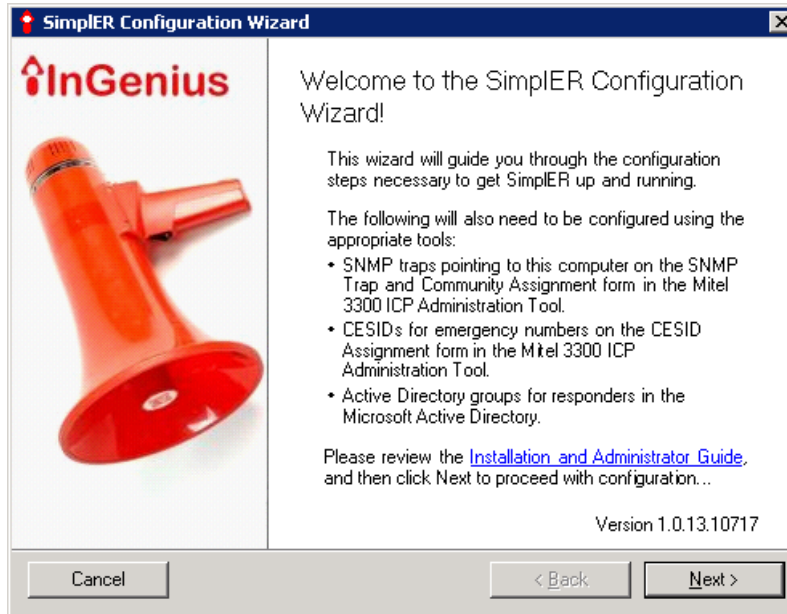 SimplER Configuration Wizard
InGenius
Welcome to the SimplER Configuration
Wizard!
This wizard will guide you through the configuration
steps necessary to get SimplER up and running.
The following will also need to be configured using the
appropriate tools:
• SNMP traps pointing to this computer on the SNMP
Trap and Community Assignment form in the Mitel
3300 ICP Administration Tool.
• CESIDs for emergency numbers on the CESID
Assignment form in the Mitel 3300 ICP
Administration Tool.
• Active Directory groups for responders in the
Microsoft Active Directory.
Please review the Installation and Administrator Guide,
and then click Next to proceed with configuration...
Version 1.0.13.10717
Cancel
< Back
Next >